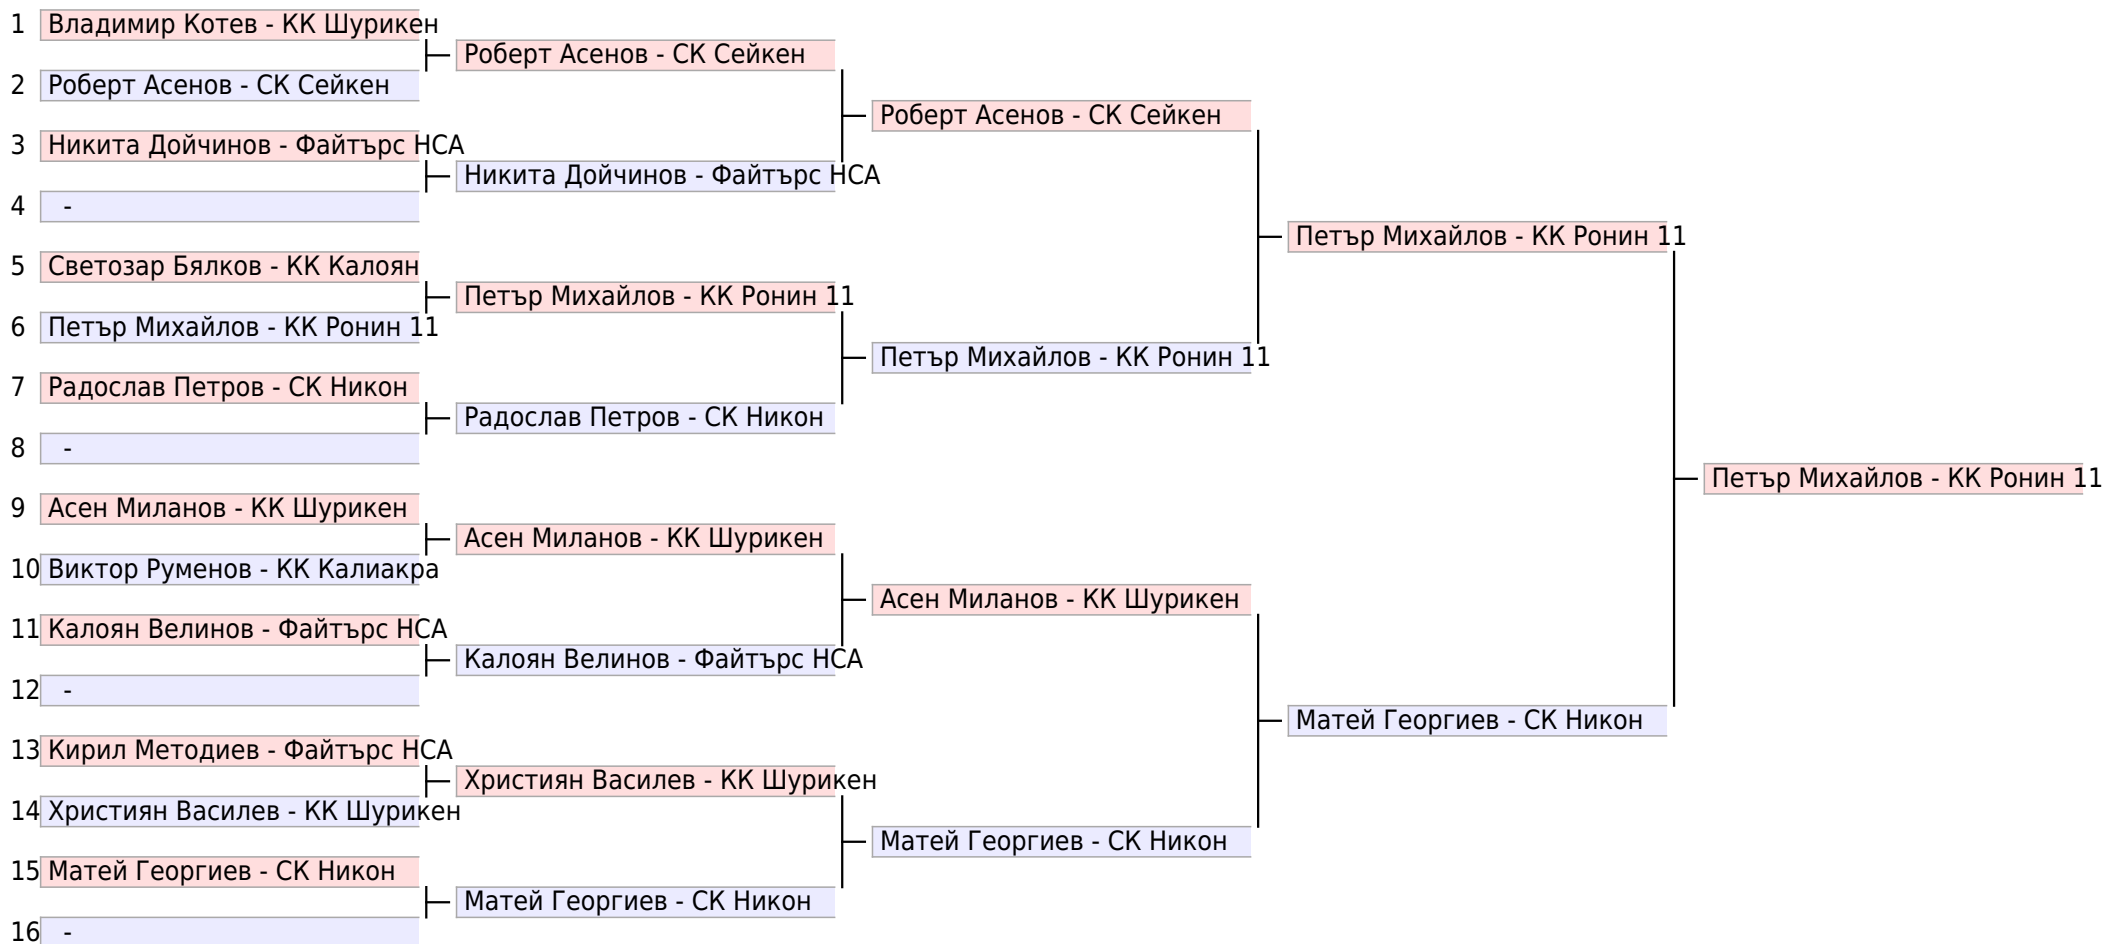 1 Владимир Котев - КК Шурикен
2 Роберт Асенов - СК Сейкен
3 Никита Дойчинов - Файтърс НСА
4 -
5 Светозар Бялков - КК Калоян
6 Петър Михайлов - КК Ронин 11
7 Радослав Петров - СК Никон
8 -
9 Асен Миланов - КК Шурикен
10 Виктор Руменов - КК Калиакра
11 Калоян Велинов - Файтърс НСА
12 -
13 Кирил Методиев - Файтърс НСА
14 Християн Василев - КК Шурикен
15 Матей Георгиев - СК Никон
16 -
Роберт Асенов - СК Сейкен
Никита Дойчинов - Файтърс НСА
Петър Михайлов - КК Ронин 11
Радослав Петров - СК Никон
Асен Миланов - КК Шурикен
Калоян Велинов - Файтърс НСА
Християн Василев - КК Шурикен
Матей Георгиев - СК Никон
Роберт Асенов - СК Сейкен
Петър Михайлов - КК Ронин 11
Асен Миланов - КК Шурикен
Матей Георгиев - СК Никон
Петър Михайлов - КК Ронин 11
Матей Георгиев - СК Никон
Петър Михайлов - КК Ронин 11